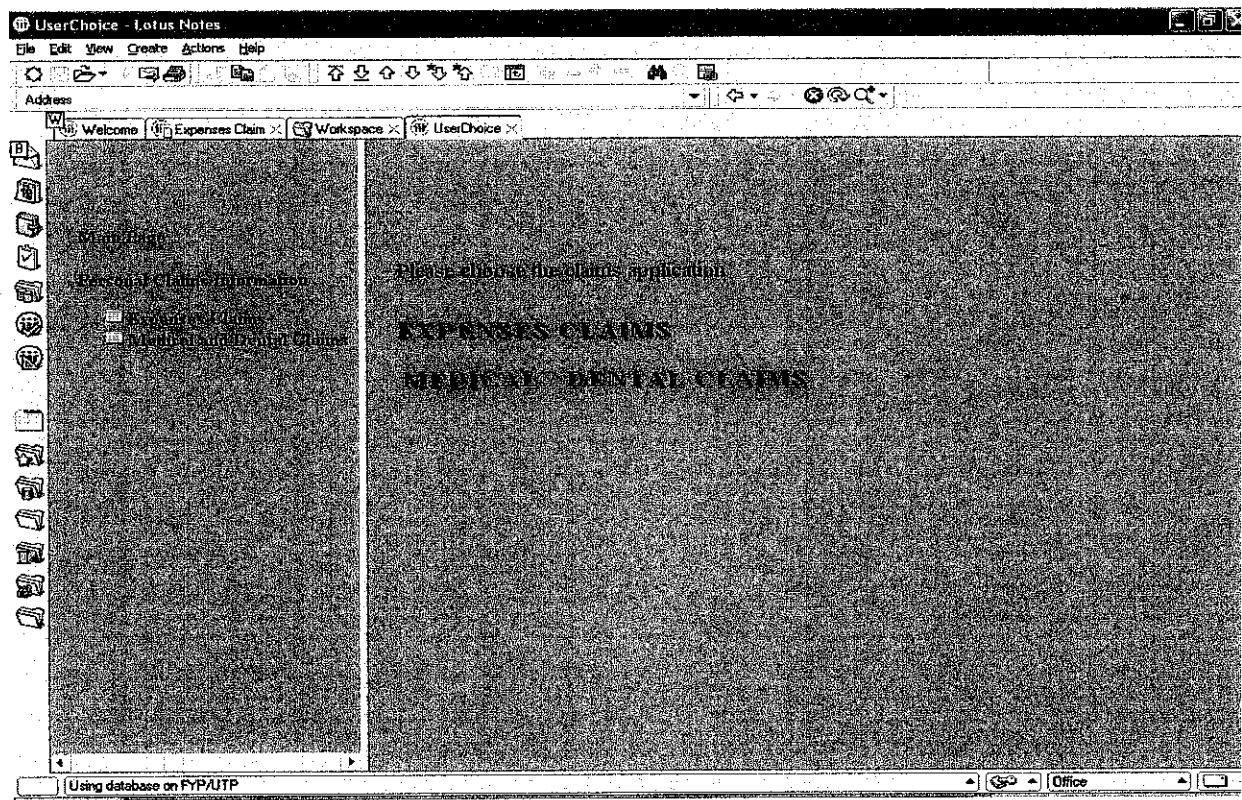 UserChoice - Lotus Notes
File Edit View Create Actions Help
Address
W
Welcome Expenses Claim Workspace UserChoice
B
Main Page
Personal Claims Information
Expenses Claims
Medical and Dental Claims
Please choose the claims application
EXPENSES CLAIMS
MEDICAL DENTAL CLAIMS
Using database on FYP/UTP
Office